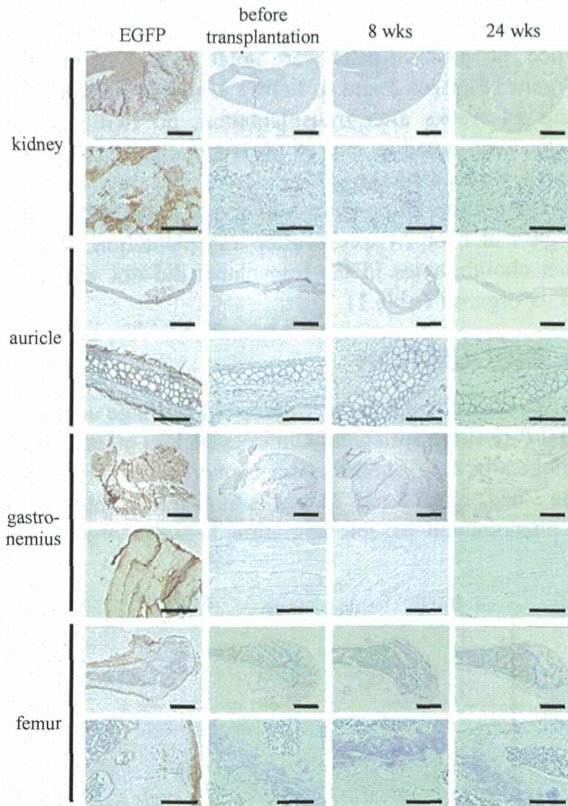 EGFP
before
transplantation
8 wks
24 wks
kidney
auricle
gastro-
nemius
femur